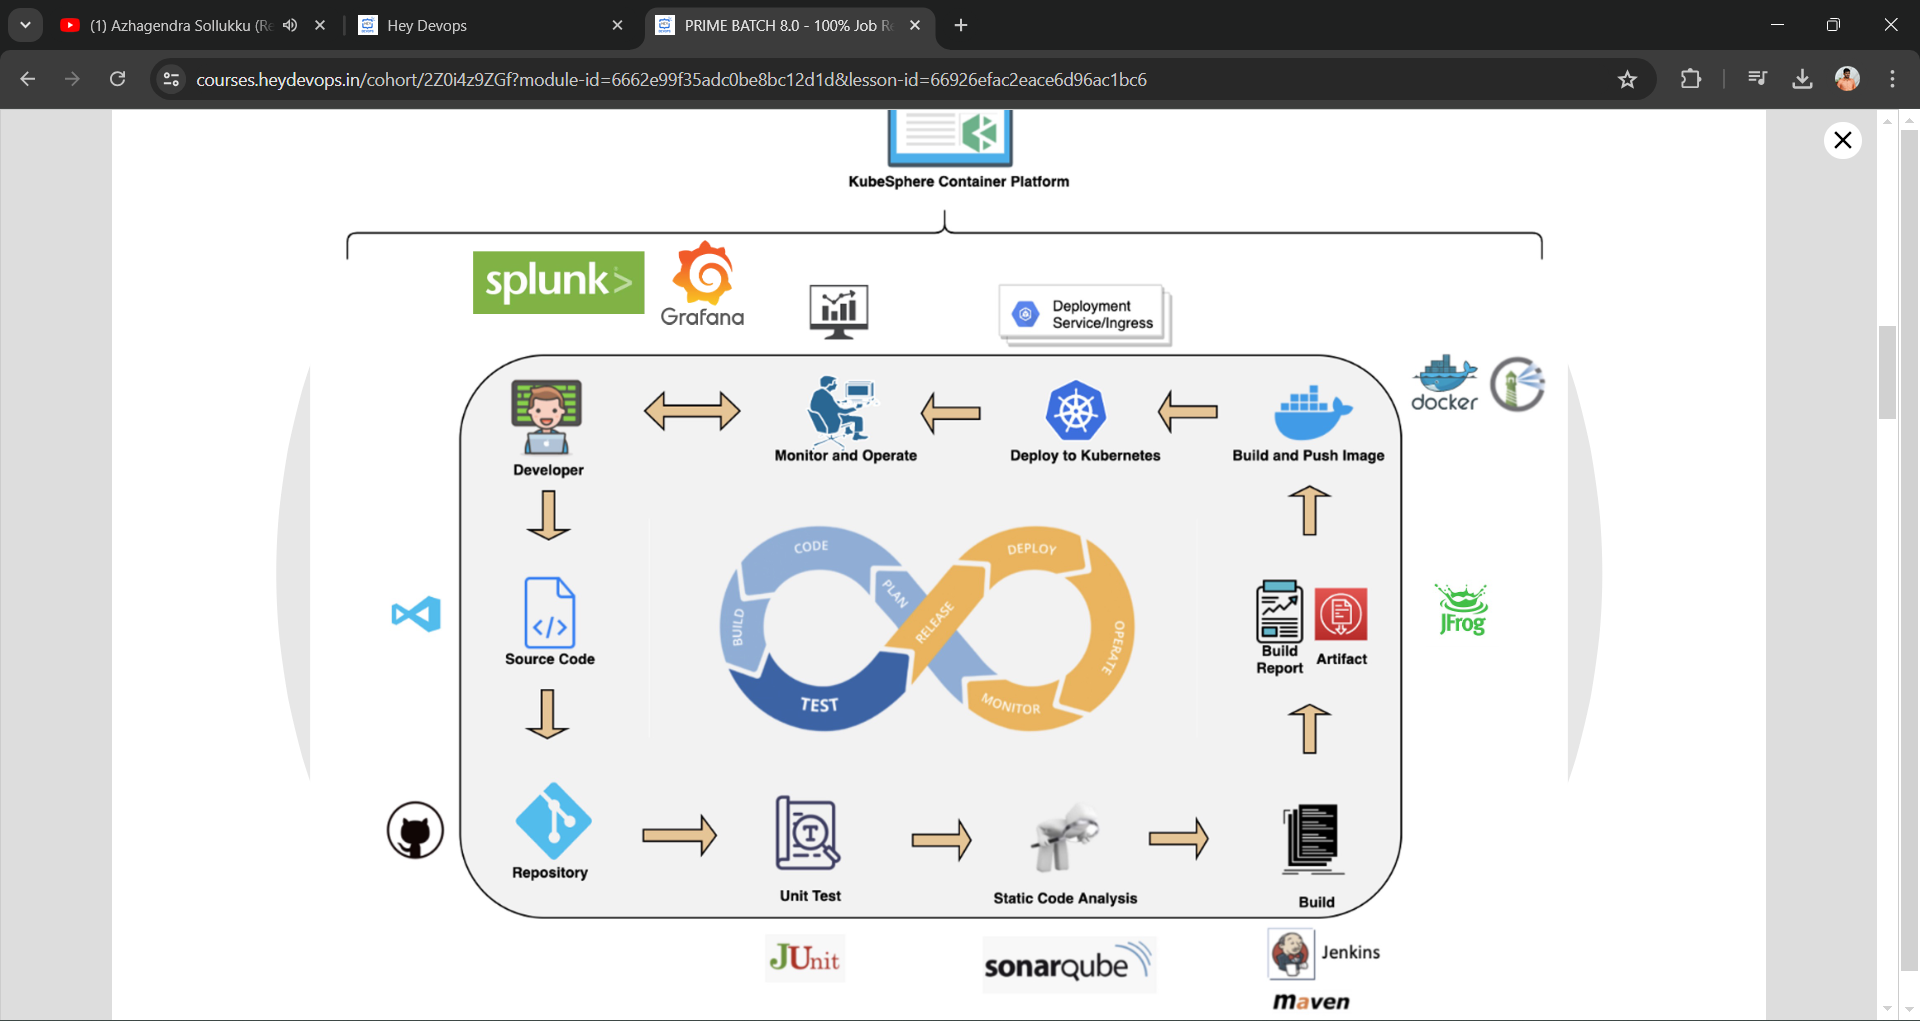 (1) Azhagendra Sollukku (Re
Hey Devops
PRIME BATCH 8.0 - 100% Job Re
courses.heydevops.in/cohort/2Z0i4z9ZGf?module-id=6662e99f35adc0be8bc12d1d&lesson-id=66926efac2eace6d96ac1bc6
KubeSphere Container Platform
splunk>
Grafana
Deployment
Service/Ingress
docker
Developer
Monitor and Operate
Deploy to Kubernetes
Build and Push Image
CODE
DEPLOY
PLAN
BUILD
RELEASE
OPERATE
TEST
MONITOR
</>
Source Code
Build
Report
Artifact
JFrog
Repository
T
Unit Test
Static Code Analysis
Build
JUnit
sonarqube
Jenkins
maven